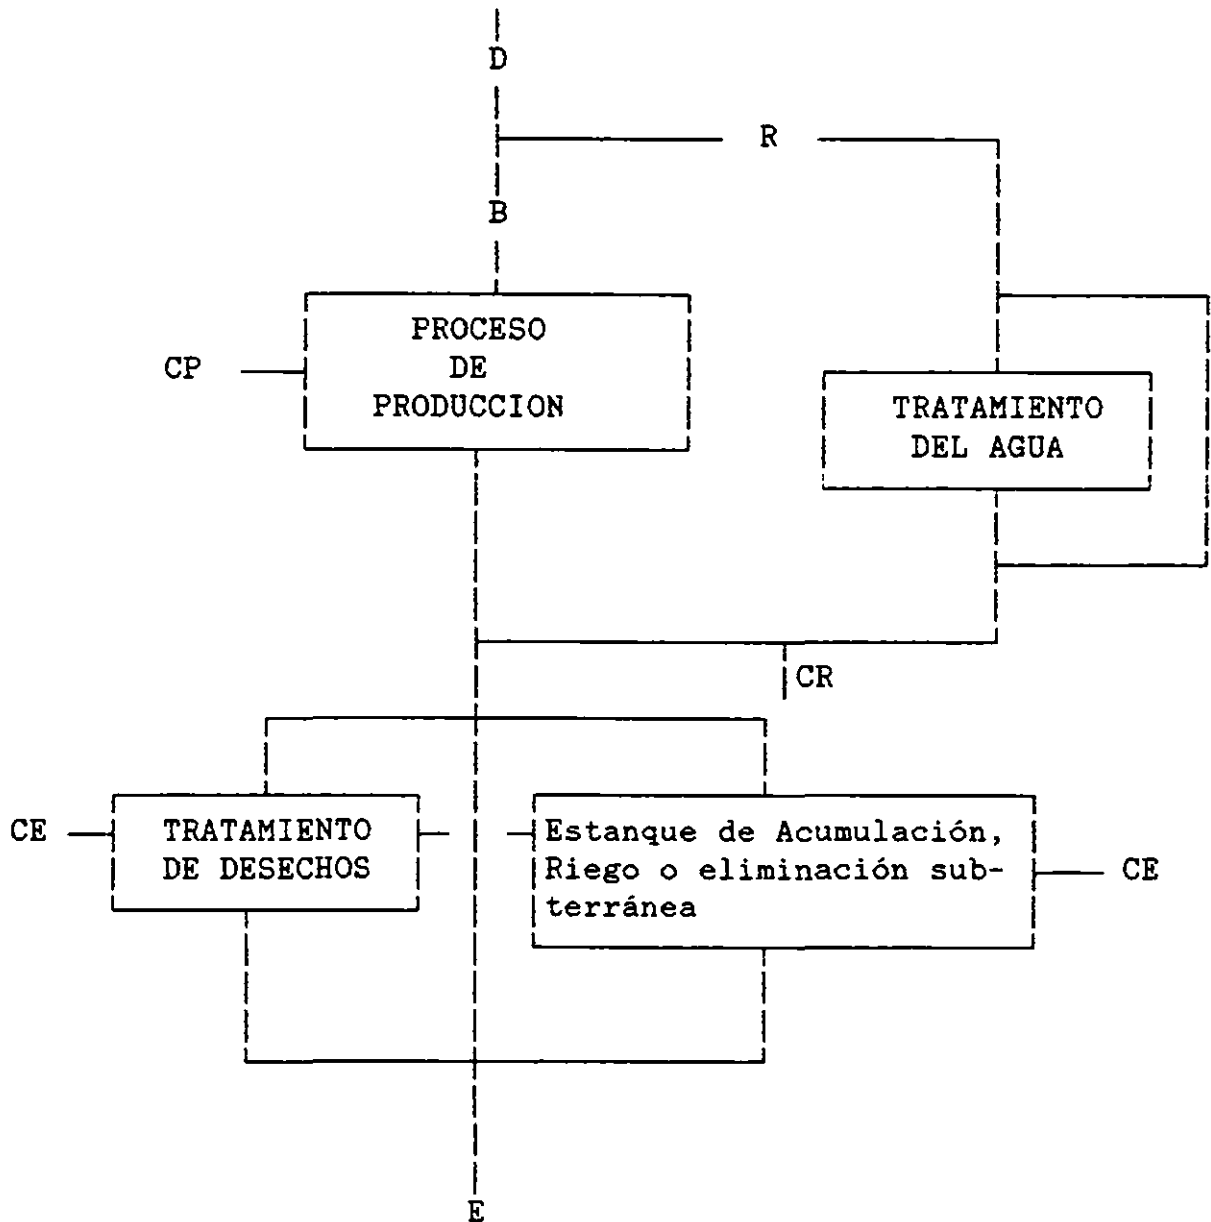 D
R
B
PROCESO
DE
PRODUCCION
CP
TRATAMIENTO
DEL AGUA
CR
CE
TRATAMIENTO
DE DESECHOS
Estanque de Acumulación,
Riego o eliminación sub-
terránea
CE
E